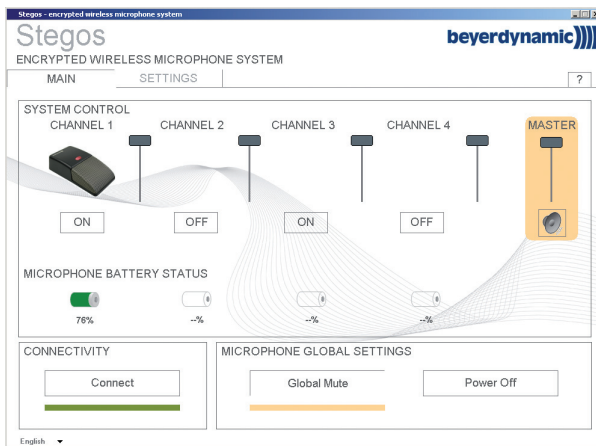 Stegos - encrypted wireless microphone system
Stegos
beyerdynamic
ENCRYPTED WIRELESS MICROPHONE SYSTEM
MAIN SETTINGS ?
SYSTEM CONTROL
CHANNEL 1 CHANNEL 2 CHANNEL 3 CHANNEL 4 MASTER
ON OFF ON OFF
MICROPHONE BATTERY STATUS
76% --% --% --%
CONNECTIVITY MICROPHONE GLOBAL SETTINGS
Connect Global Mute Power Off
English